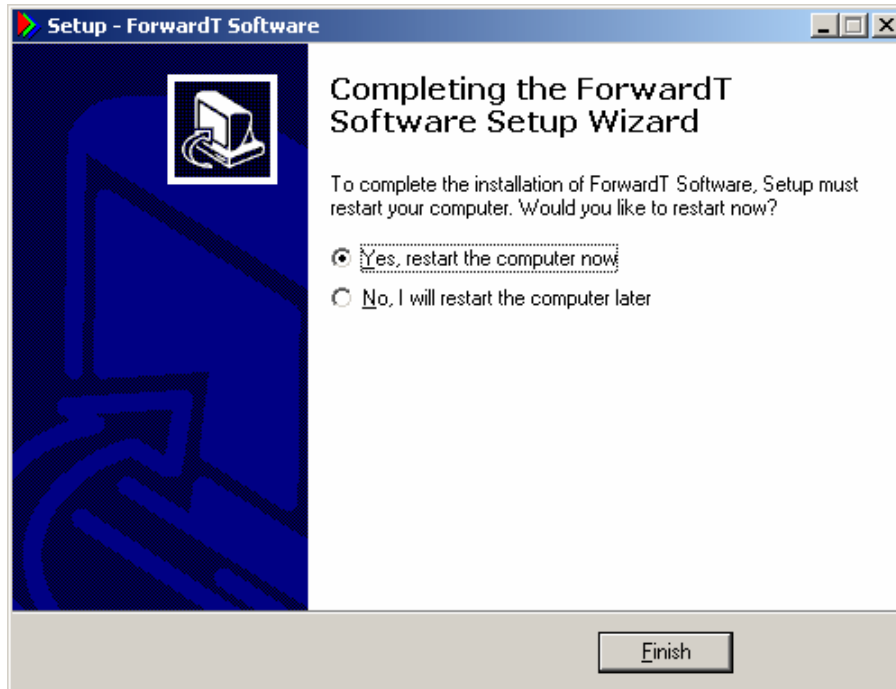 Setup - ForwardT Software
Completing the ForwardT
Software Setup Wizard
To complete the installation of ForwardT Software, Setup must
restart your computer. Would you like to restart now?
Yes, restart the computer now
No, I will restart the computer later
Finish